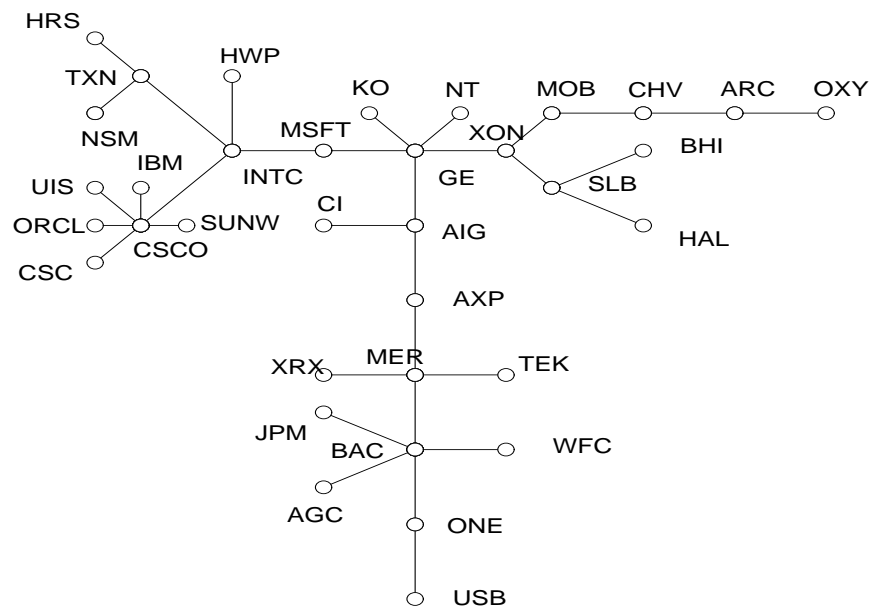 HRS
HWP
TXN
KO
NT
MOB
CHV
ARC
OXY
NSM
MSFT
XON
BHI
IBM
INTC
GE
UIS
SLB
CI
ORCL
SUNW
AIG
HAL
CSCO
CSC
AXP
XRX
MER
TEK
JPM
BAC
WFC
AGC
ONE
USB